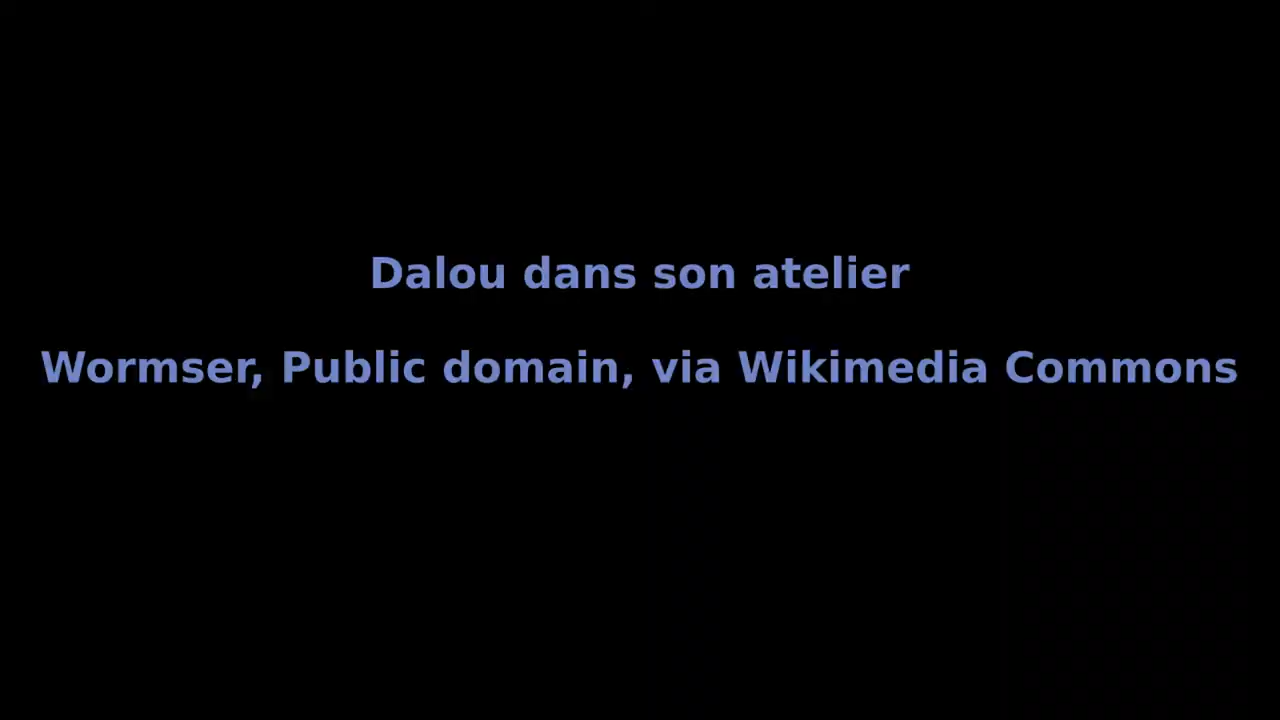 Dalou dans son atelier
Wormser, Public domain, via Wikimedia Commons